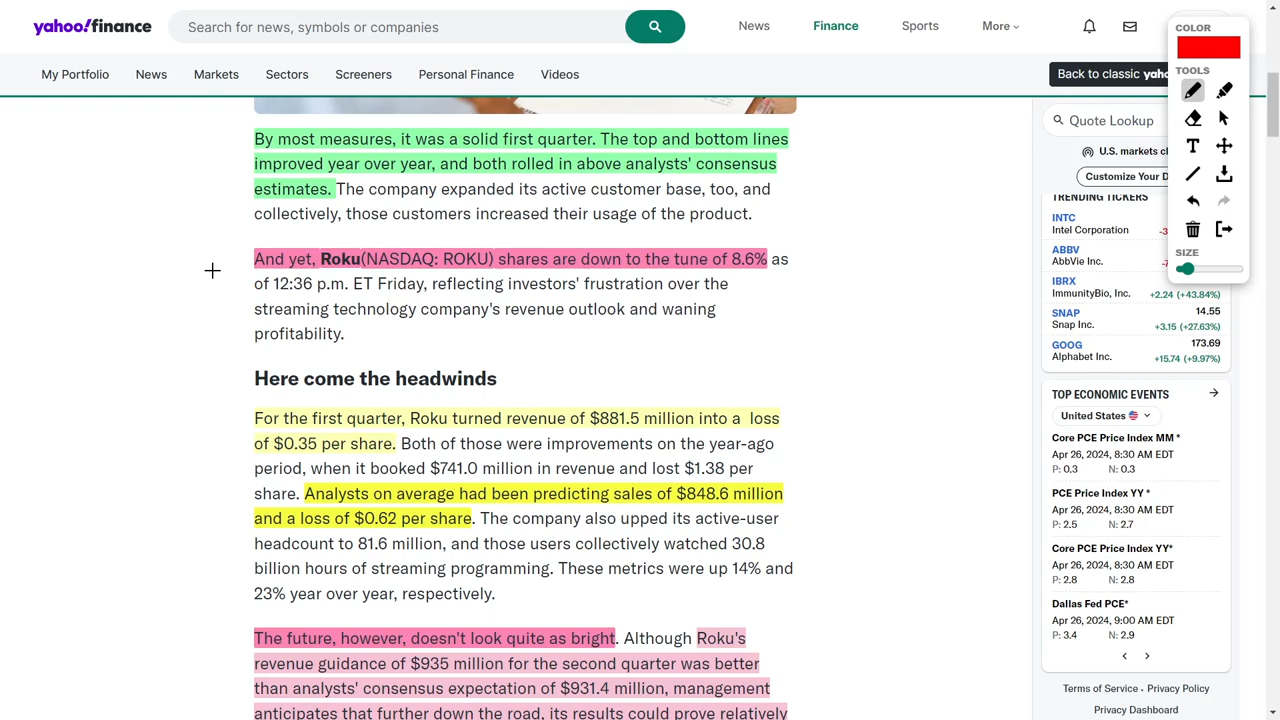 yahoo!finance
Search for news, symbols or companies
News
Finance
Sports
More
COLOR
My Portfolio
News
Markets
Sectors
Screeners
Personal Finance
Videos
Back to classic
TOOLS
T
SIZE
By most measures, it was a solid first quarter. The top and bottom lines
improved year over year, and both rolled in above analysts' consensus
estimates. The company expanded its active customer base, too, and
collectively, those customers increased their usage of the product.
And yet, Roku(NASDAQ: ROKU) shares are down to the tune of 8.6% as
of 12:36 p.m. ET Friday, reflecting investors' frustration over the
streaming technology company's revenue outlook and waning
profitability.
Here come the headwinds
For the first quarter, Roku turned revenue of $881.5 million into a loss
of $0.35 per share. Both of those were improvements on the year-ago
period, when it booked $741.0 million in revenue and lost $1.38 per
share. Analysts on average had been predicting sales of $848.6 million
and a loss of $0.62 per share. The company also upped its active-user
headcount to 81.6 million, and those users collectively watched 30.8
billion hours of streaming programming. These metrics were up 14% and
23% year over year, respectively.
The future, however, doesn't look quite as bright. Although Roku's
revenue guidance of $935 million for the second quarter was better
than analysts' consensus expectation of $931.4 million, management
anticipates that further down the road, its results could prove relatively
Quote Lookup
U.S. markets
Customize Your
TRENDING TICKERS
INTC
Intel Corporation
ABBV
AbbVie Inc.
IBRX
ImmunityBio, Inc.
+2.24 (+43.84%)
SNAP
14.55
Snap Inc.
+3.15 (+27.63%)
GOOG
173.69
Alphabet Inc.
+15.74 (+9.97%)
TOP ECONOMIC EVENTS
United States
Core PCE Price Index MM *
Apr 26, 2024, 8:30 AM EDT
P: 0.3 N: 0.3
PCE Price Index YY *
Apr 26, 2024, 8:30 AM EDT
P: 2.5 N: 2.7
Core PCE Price Index YY*
Apr 26, 2024, 8:30 AM EDT
P: 2.8 N: 2.8
Dallas Fed PCE*
Apr 26, 2024, 9:00 AM EDT
P: 3.4 N: 2.9
Terms of Service • Privacy Policy
Privacy Dashboard